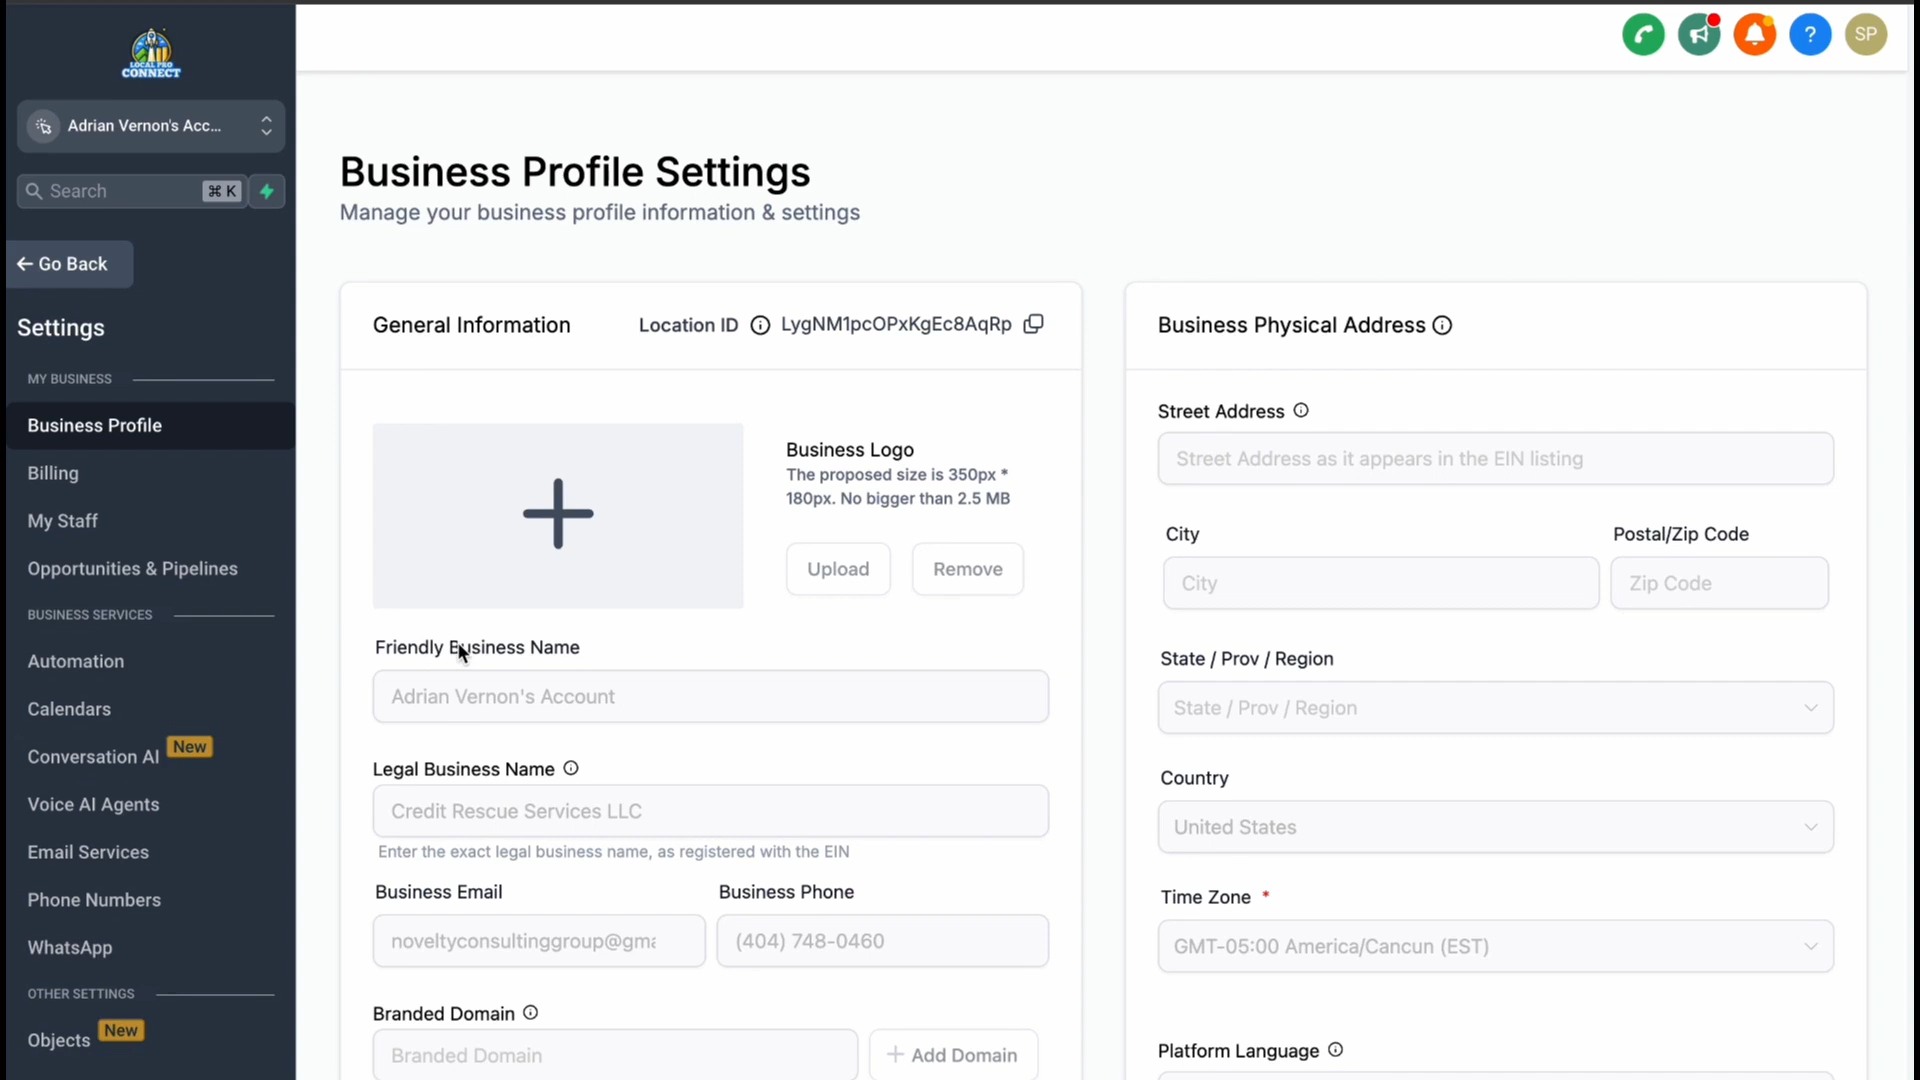 LOCAL PRO
CONNECT
Adrian Vernon's Acc...
Search ⌘ K
← Go Back
Settings
MY BUSINESS
Business Profile
Billing
My Staff
Opportunities & Pipelines
BUSINESS SERVICES
Automation
Calendars
Conversation AI New
Voice AI Agents
Email Services
Phone Numbers
WhatsApp
OTHER SETTINGS
Objects New
? SP
Business Profile Settings
Manage your business profile information & settings
General Information Location ID LygNM1pcOPxKgEc8AqRp
Business Logo
The proposed size is 350px *
180px. No bigger than 2.5 MB
Upload Remove
Friendly Business Name
Adrian Vernon's Account
Legal Business Name
Credit Rescue Services LLC
Enter the exact legal business name, as registered with the EIN
Business Email Business Phone
noveltyconsultinggroup@gma (404) 748-0460
Branded Domain
Branded Domain + Add Domain
Business Physical Address
Street Address
Street Address as it appears in the EIN listing
City Postal/Zip Code
City Zip Code
State / Prov / Region
State / Prov / Region
Country
United States
Time Zone *
GMT-05:00 America/Cancun (EST)
Platform Language